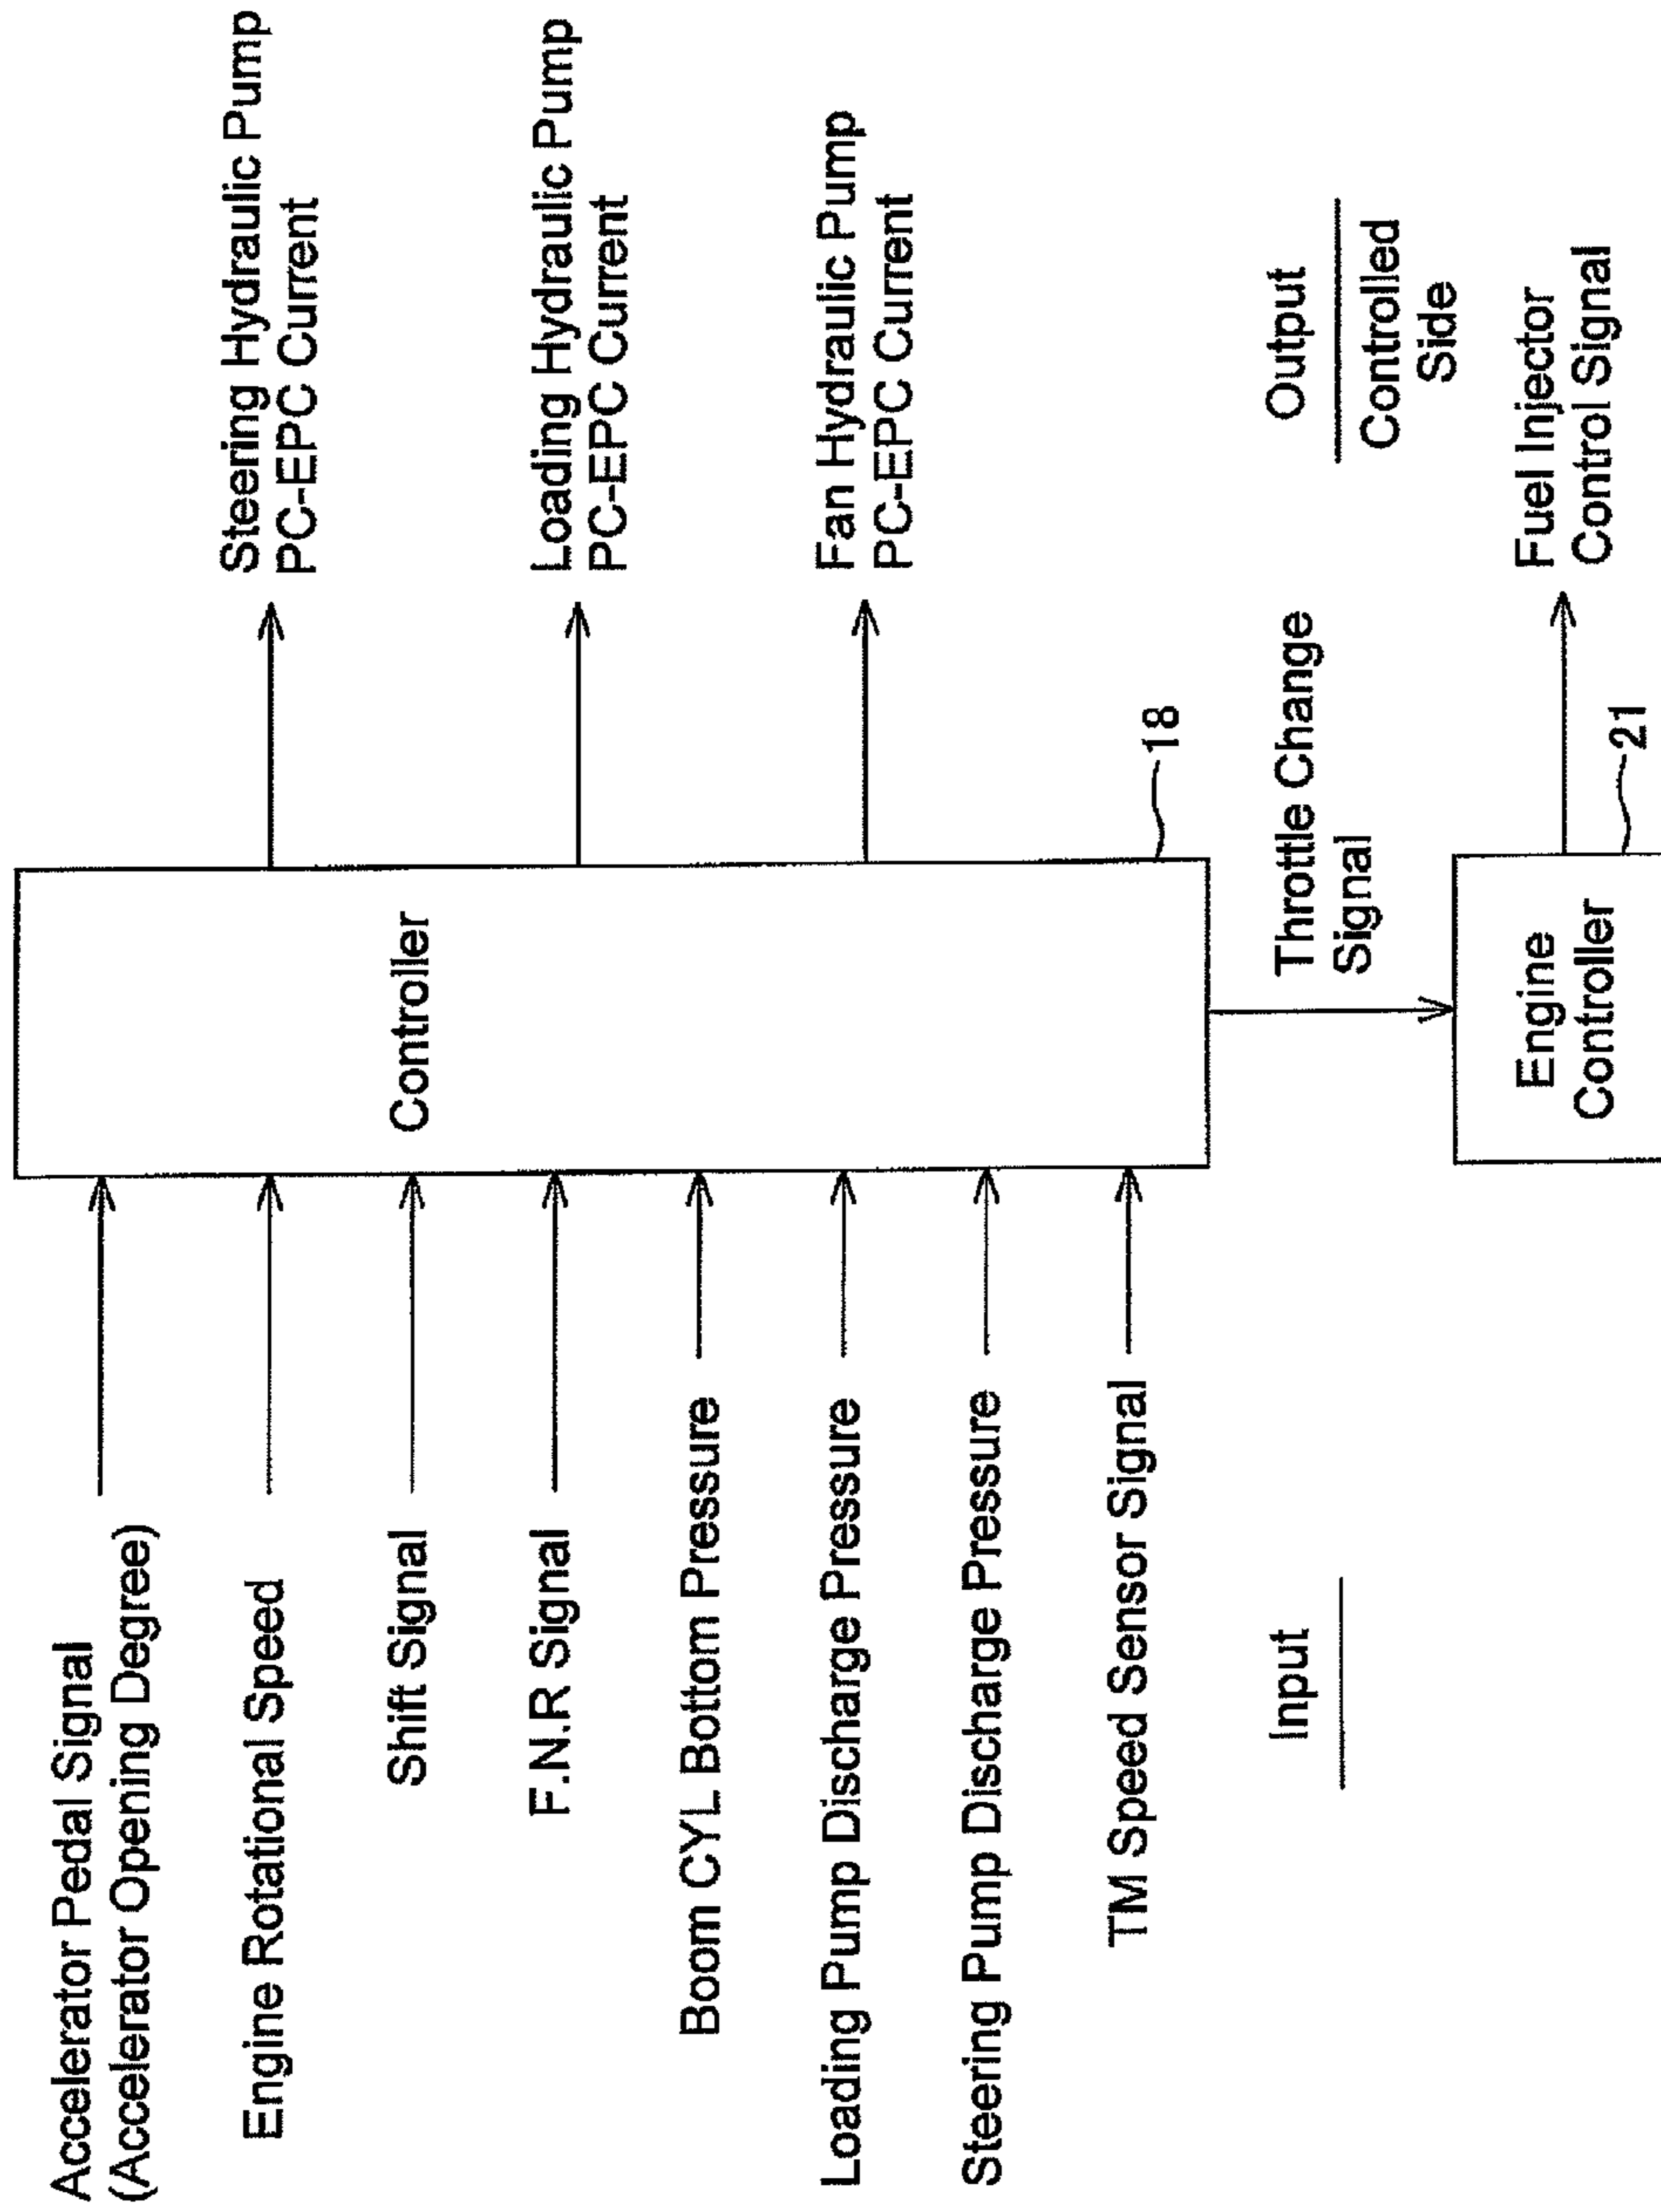 Accelerator Pedal Signal
(Accelerator Opening Degree)
Engine Rotational Speed
Shift Signal
F.N.R Signal
Boom CYL Bottom Pressure
Loading Pump Discharge Pressure
Steering Pump Discharge Pressure
TM Speed Sensor Signal
Input
Controller
18
Throttle Change
Signal
Engine
Controller
21
Steering Hydraulic Pump
PC-EPC Current
Loading Hydraulic Pump
PC-EPC Current
Fan Hydraulic Pump
PC-EPC Current
Output
Controlled
Side
Fuel Injector
Control Signal